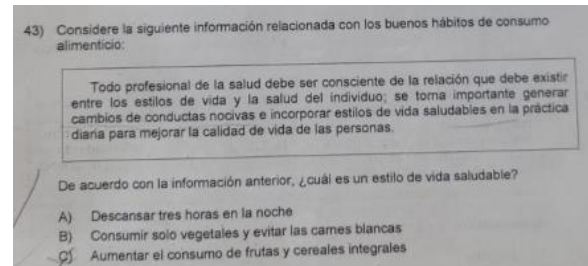 43) Considere la siguiente información relacionada con los buenos hábitos de consumo
alimenticio:
Todo profesional de la salud debe ser consciente de la relación que debe existir
entre los estilos de vida y la salud del individuo; se torna importante generar
cambios de conductas nocivas e incorporar estilos de vida saludables en la práctica
diaria para mejorar la calidad de vida de las personas.
De acuerdo con la información anterior, ¿cuál es un estilo de vida saludable?
A) Descansar tres horas en la noche
B) Consumir solo vegetales y evitar las carnes blancas
C) Aumentar el consumo de frutas y cereales integrales